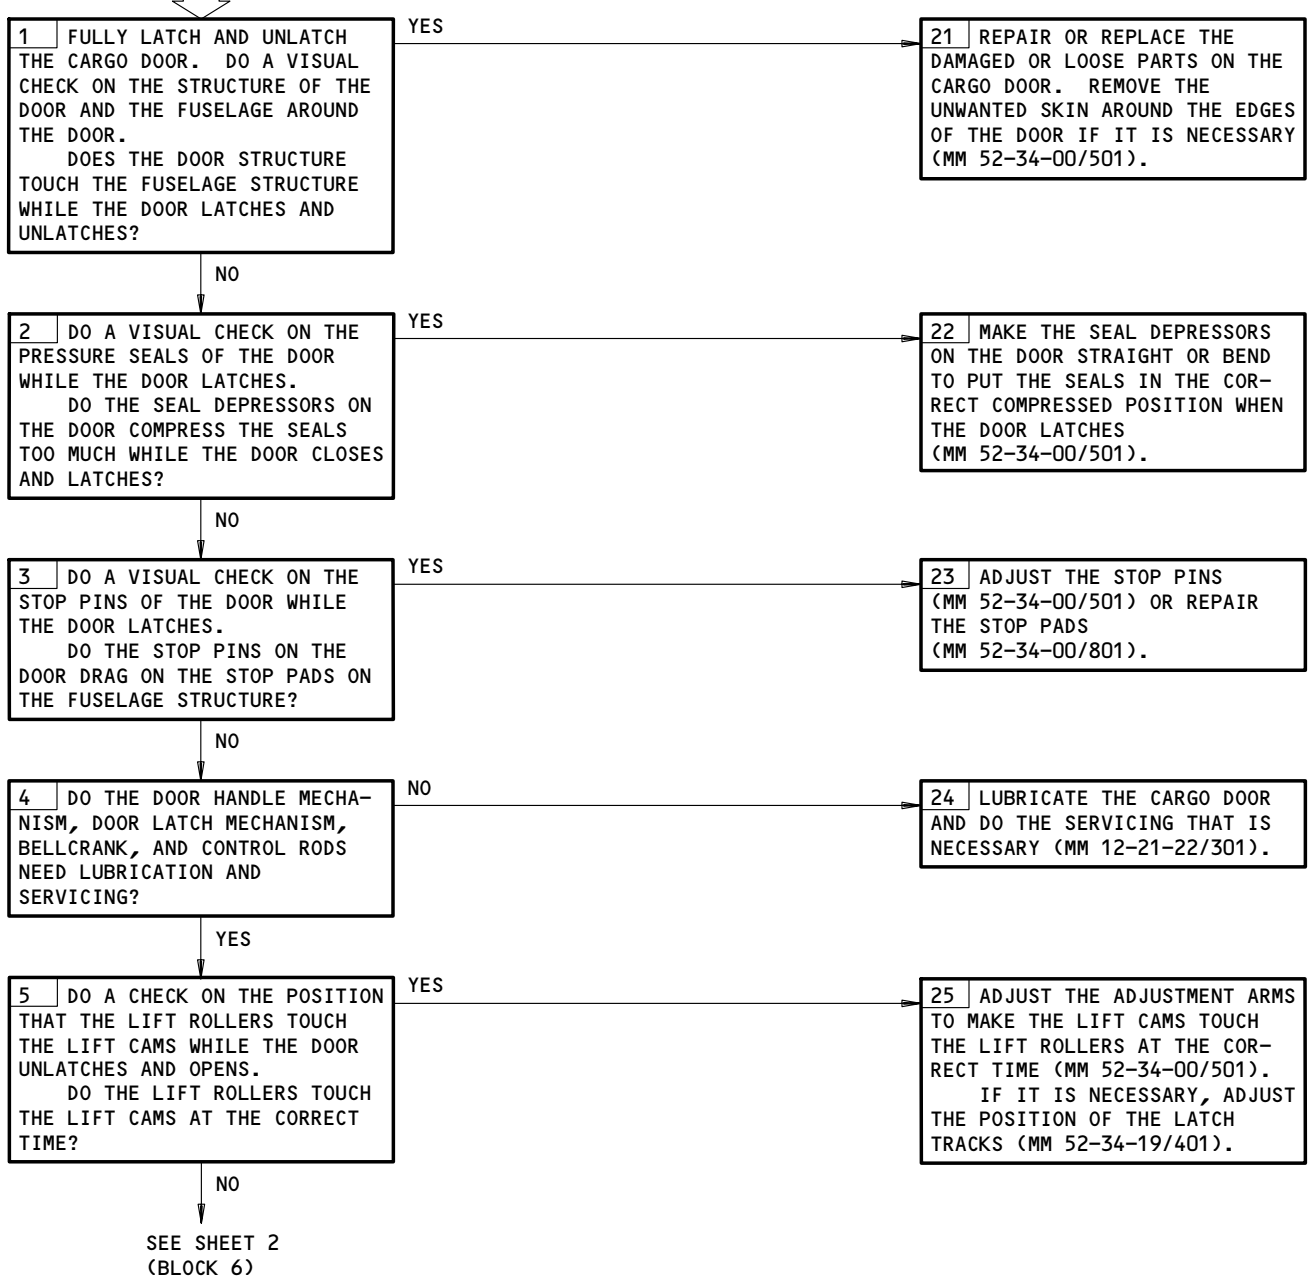 1 FULLY LATCH AND UNLATCH
THE CARGO DOOR. DO A VISUAL
CHECK ON THE STRUCTURE OF THE
DOOR AND THE FUSELAGE AROUND
THE DOOR.
DOES THE DOOR STRUCTURE
TOUCH THE FUSELAGE STRUCTURE
WHILE THE DOOR LATCHES AND
UNLATCHES?
YES
21 REPAIR OR REPLACE THE
DAMAGED OR LOOSE PARTS ON THE
CARGO DOOR. REMOVE THE
UNWANTED SKIN AROUND THE EDGES
OF THE DOOR IF IT IS NECESSARY
(MM 52-34-00/501).
NO
2 DO A VISUAL CHECK ON THE
PRESSURE SEALS OF THE DOOR
WHILE THE DOOR LATCHES.
DO THE SEAL DEPRESSORS ON
THE DOOR COMPRESS THE SEALS
TOO MUCH WHILE THE DOOR CLOSES
AND LATCHES?
YES
22 MAKE THE SEAL DEPRESSORS
ON THE DOOR STRAIGHT OR BEND
TO PUT THE SEALS IN THE COR-
RECT COMPRESSED POSITION WHEN
THE DOOR LATCHES
(MM 52-34-00/501).
NO
3 DO A VISUAL CHECK ON THE
STOP PINS OF THE DOOR WHILE
THE DOOR LATCHES.
DO THE STOP PINS ON THE
DOOR DRAG ON THE STOP PADS ON
THE FUSELAGE STRUCTURE?
YES
23 ADJUST THE STOP PINS
(MM 52-34-00/501) OR REPAIR
THE STOP PADS
(MM 52-34-00/801).
NO
4 DO THE DOOR HANDLE MECHA-
NISM, DOOR LATCH MECHANISM,
BELLCRANK, AND CONTROL RODS
NEED LUBRICATION AND
SERVICING?
NO
24 LUBRICATE THE CARGO DOOR
AND DO THE SERVICING THAT IS
NECESSARY (MM 12-21-22/301).
YES
5 DO A CHECK ON THE POSITION
THAT THE LIFT ROLLERS TOUCH
THE LIFT CAMS WHILE THE DOOR
UNLATCHES AND OPENS.
DO THE LIFT ROLLERS TOUCH
THE LIFT CAMS AT THE CORRECT
TIME?
YES
25 ADJUST THE ADJUSTMENT ARMS
TO MAKE THE LIFT CAMS TOUCH
THE LIFT ROLLERS AT THE COR-
RECT TIME (MM 52-34-00/501).
IF IT IS NECESSARY, ADJUST
THE POSITION OF THE LATCH
TRACKS (MM 52-34-19/401).
NO
SEE SHEET 2
(BLOCK 6)